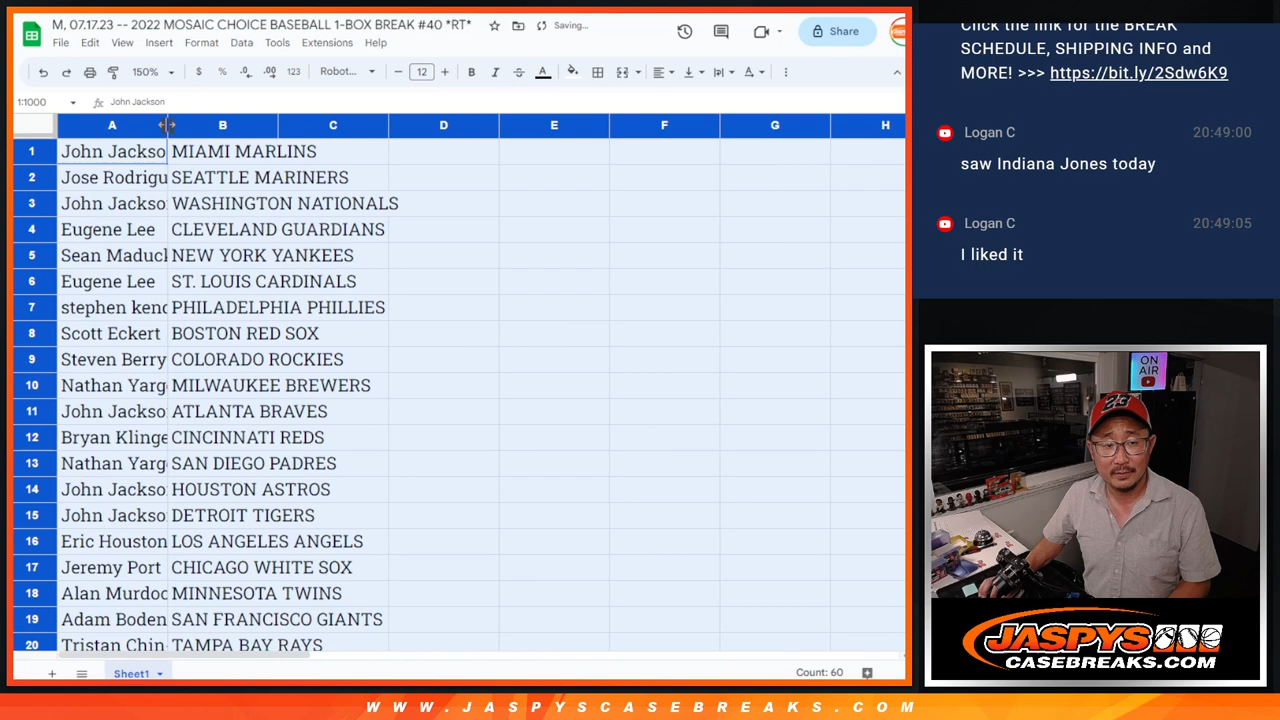 M, 07.17.23 -- 2022 MOSAIC CHOICE BASEBALL 1-BOX BREAK #40 *RT* Saving...
File Edit View Insert Format Data Tools Extensions Help
Share
150% $ % .0 .00 123 Robot... 12 B I S A
1:1000 fx John Jackson
A B C D E F G H
1 John Jackso MIAMI MARLINS
2 Jose Rodrigu SEATTLE MARINERS
3 John Jackso WASHINGTON NATIONALS
4 Eugene Lee CLEVELAND GUARDIANS
5 Sean Maduck NEW YORK YANKEES
6 Eugene Lee ST. LOUIS CARDINALS
7 stephen kend PHILADELPHIA PHILLIES
8 Scott Eckert BOSTON RED SOX
9 Steven Berry COLORADO ROCKIES
10 Nathan Yarg MILWAUKEE BREWERS
11 John Jackso ATLANTA BRAVES
12 Bryan Klinge CINCINNATI REDS
13 Nathan Yarg SAN DIEGO PADRES
14 John Jackso HOUSTON ASTROS
15 John Jackso DETROIT TIGERS
16 Eric Houston LOS ANGELES ANGELS
17 Jeremy Port CHICAGO WHITE SOX
18 Alan Murdoc MINNESOTA TWINS
19 Adam Boden SAN FRANCISCO GIANTS
20 Tristan Chin TAMPA BAY RAYS
Sheet1 Count: 60
Click the link for the BREAK
SCHEDULE, SHIPPING INFO and
MORE! >>> https://bit.ly/2Sdw6K9
Logan C 20:49:00
saw Indiana Jones today
Logan C 20:49:05
I liked it
ON
AIR
23
JASPYS
CASEBREAKS.COM
WWW.JASPYSCASEBREAKS.COM